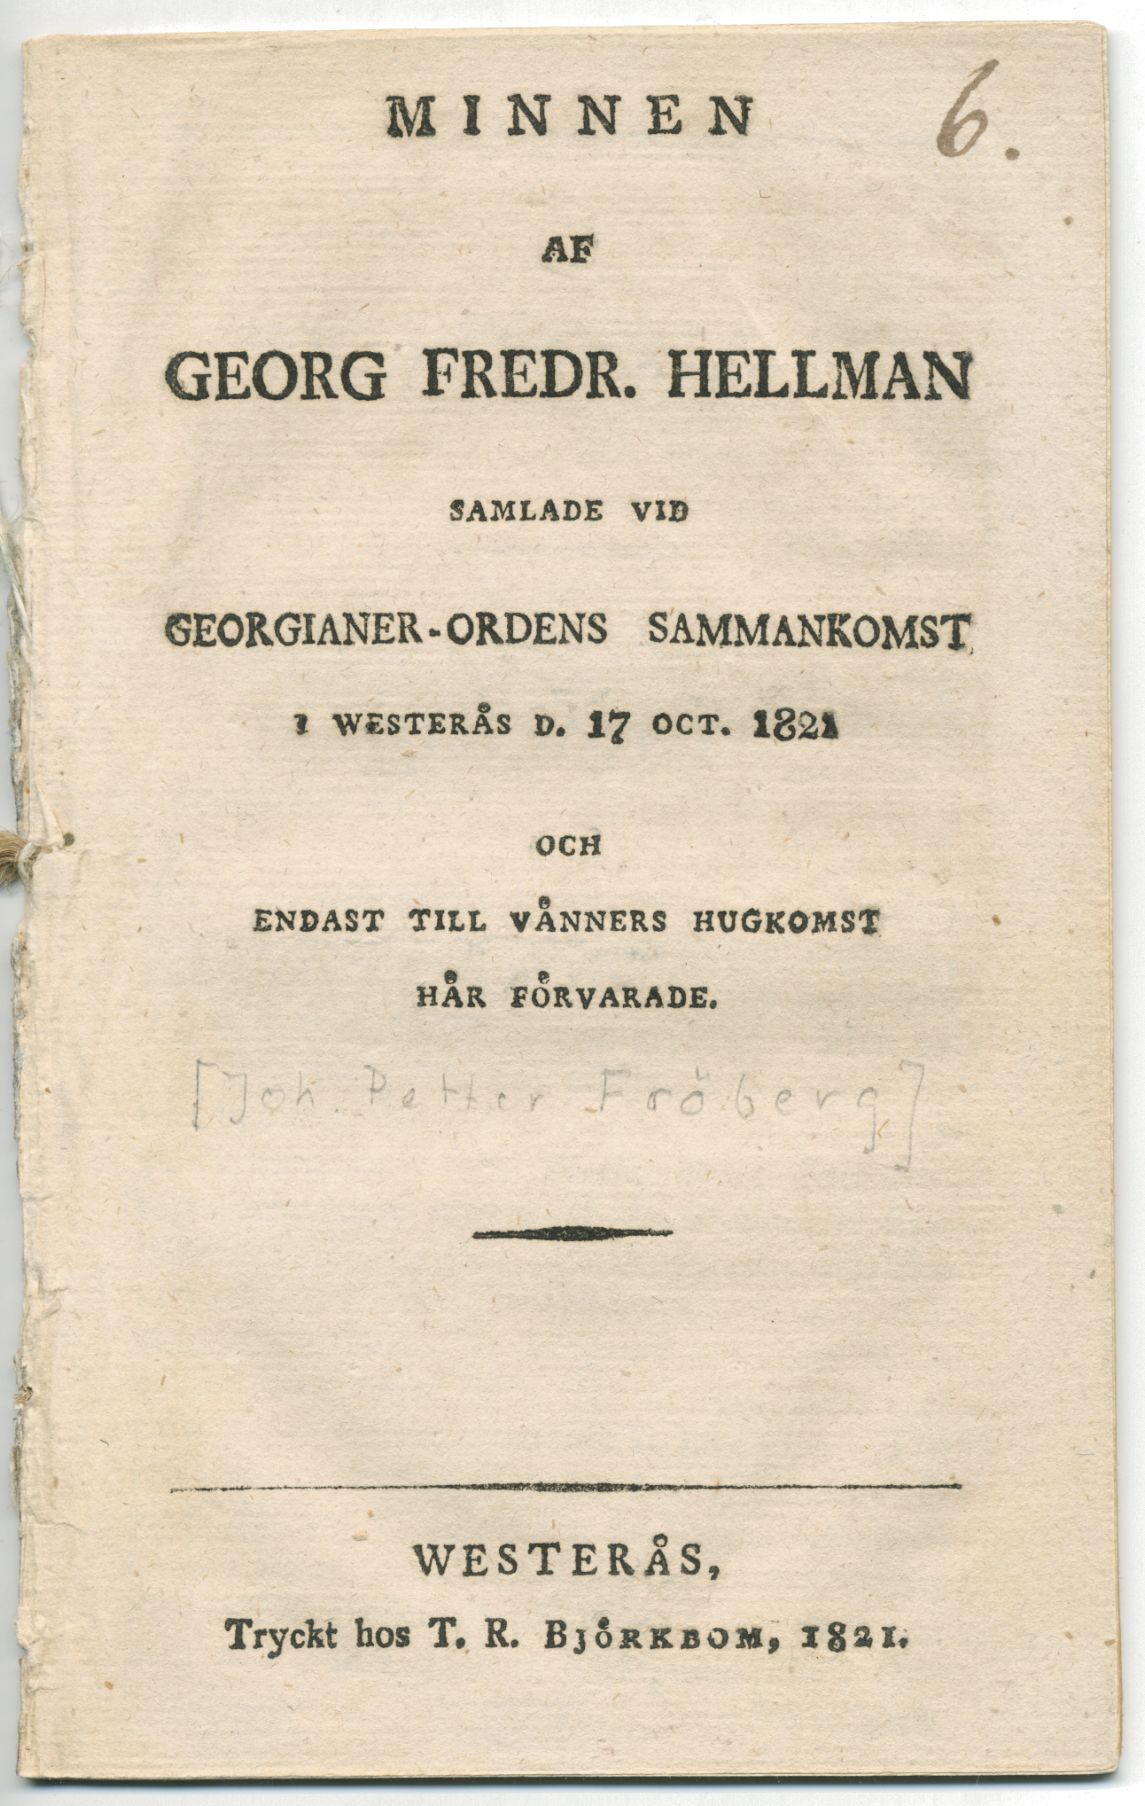 MINNEN
6.
AF
GEORG FREDR. HELLMAN
SAMLADE VID
GEORGIANER-ORDENS SAMMANKOMST
I WESTERÅS D. 17 OCT. 1821
OCH
ENDAST TILL VÅNNERS HUGKOMST
HÅR FÖRVARADE.
[Joh. Petter Fröberg]
WESTERÅS,
Tryckt hos T. R. BJÖRKBOM, 1821.